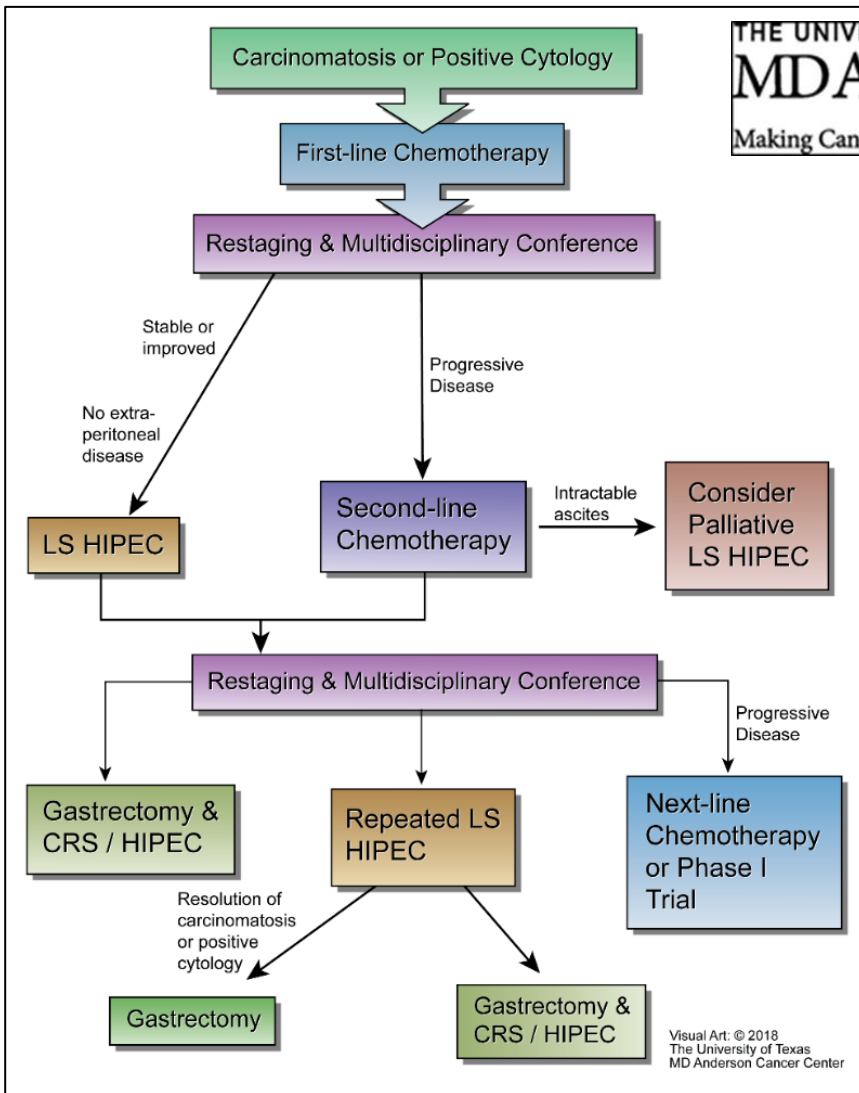 THE UNIV
MD A
Making Can
Carcinomatosis or Positive Cytology
First-line Chemotherapy
Restaging & Multidisciplinary Conference
Stable or
improved
No extra-
peritoneal
disease
Progressive
Disease
LS HIPEC
Second-line
Chemotherapy
Intractable
ascites
Consider
Palliative
LS HIPEC
Restaging & Multidisciplinary Conference
Progressive
Disease
Gastrectomy &
CRS / HIPEC
Repeated LS
HIPEC
Next-line
Chemotherapy
or Phase I
Trial
Resolution of
carcinomatosis
or positive
cytology
Gastrectomy
Gastrectomy &
CRS / HIPEC
Visual Art: © 2018
The University of Texas
MD Anderson Cancer Center